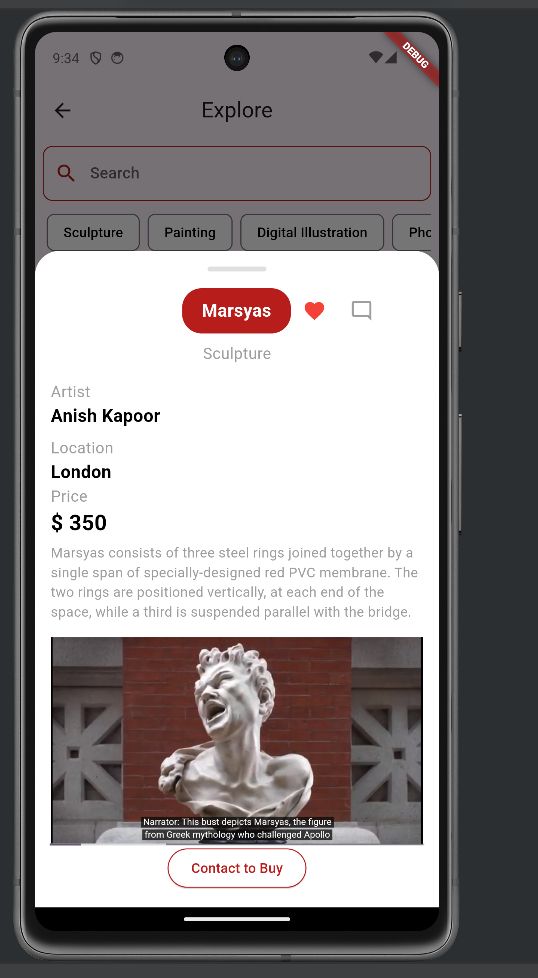 9:34
DEBUG
Explore
Search
Sculpture
Painting
Digital Illustration
Pho
Marsyas
Sculpture
Artist
Anish Kapoor
Location
London
Price
$ 350
Marsyas consists of three steel rings joined together by a
single span of specially-designed red PVC membrane. The
two rings are positioned vertically, at each end of the
space, while a third is suspended parallel with the bridge.
Narrator: This bust depicts Marsyas, the figure
from Greek mythology who challenged Apollo
Contact to Buy